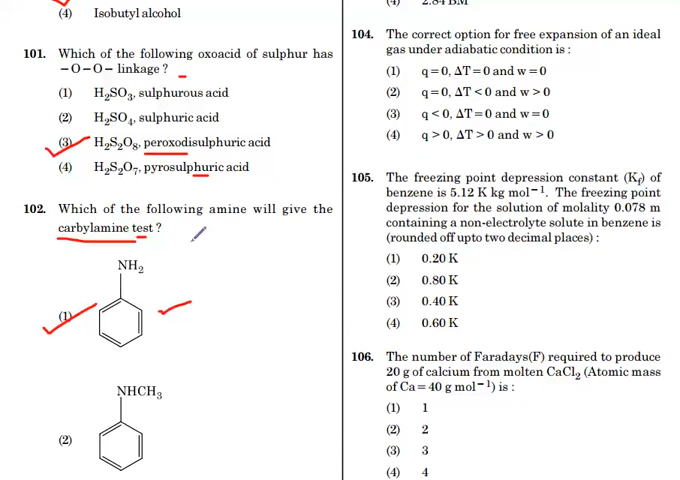 (4) Isobutyl alcohol
101. Which of the following oxoacid of sulphur has
–O–O– linkage ?
(1) H₂SO₃, sulphurous acid
(2) H₂SO₄, sulphuric acid
(3) H₂S₂O₈, peroxodisulphuric acid
(4) H₂S₂O₇, pyrosulphuric acid
102. Which of the following amine will give the
carbylamine test ?
NH₂
(1)
NHCH₃
(2)
(4) 2.84 BM
104. The correct option for free expansion of an ideal
gas under adiabatic condition is :
(1) q = 0, ΔT = 0 and w = 0
(2) q = 0, ΔT < 0 and w > 0
(3) q < 0, ΔT = 0 and w = 0
(4) q > 0, ΔT > 0 and w > 0
105. The freezing point depression constant (K_f) of
benzene is 5.12 K kg mol⁻¹. The freezing point
depression for the solution of molality 0.078 m
containing a non-electrolyte solute in benzene is
(rounded off upto two decimal places) :
(1) 0.20 K
(2) 0.80 K
(3) 0.40 K
(4) 0.60 K
106. The number of Faradays(F) required to produce
20 g of calcium from molten CaCl₂ (Atomic mass
of Ca = 40 g mol⁻¹) is :
(1) 1
(2) 2
(3) 3
(4) 4